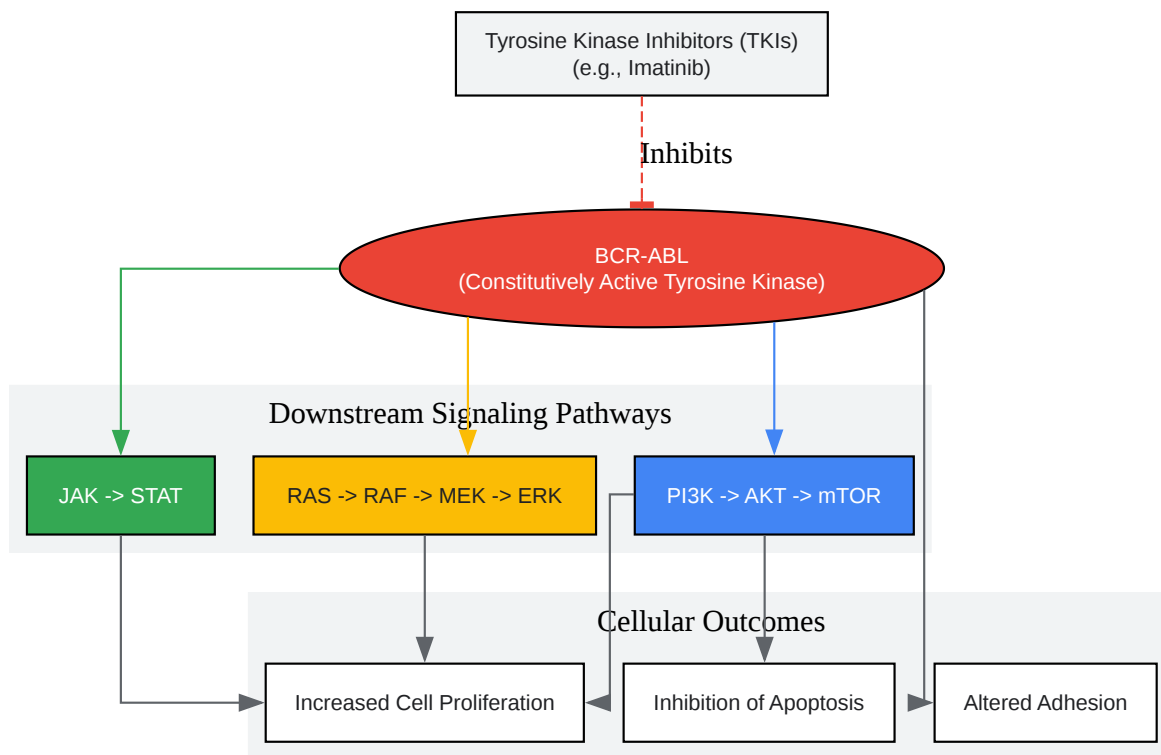 Tyrosine Kinase Inhibitors (TKIs)
(e.g., Imatinib)
Inhibits
BCR-ABL
(Constitutively Active Tyrosine Kinase)
Downstream Signaling Pathways
JAK -> STAT
RAS -> RAF -> MEK -> ERK
PI3K -> AKT -> mTOR
Cellular Outcomes
Increased Cell Proliferation
Inhibition of Apoptosis
Altered Adhesion